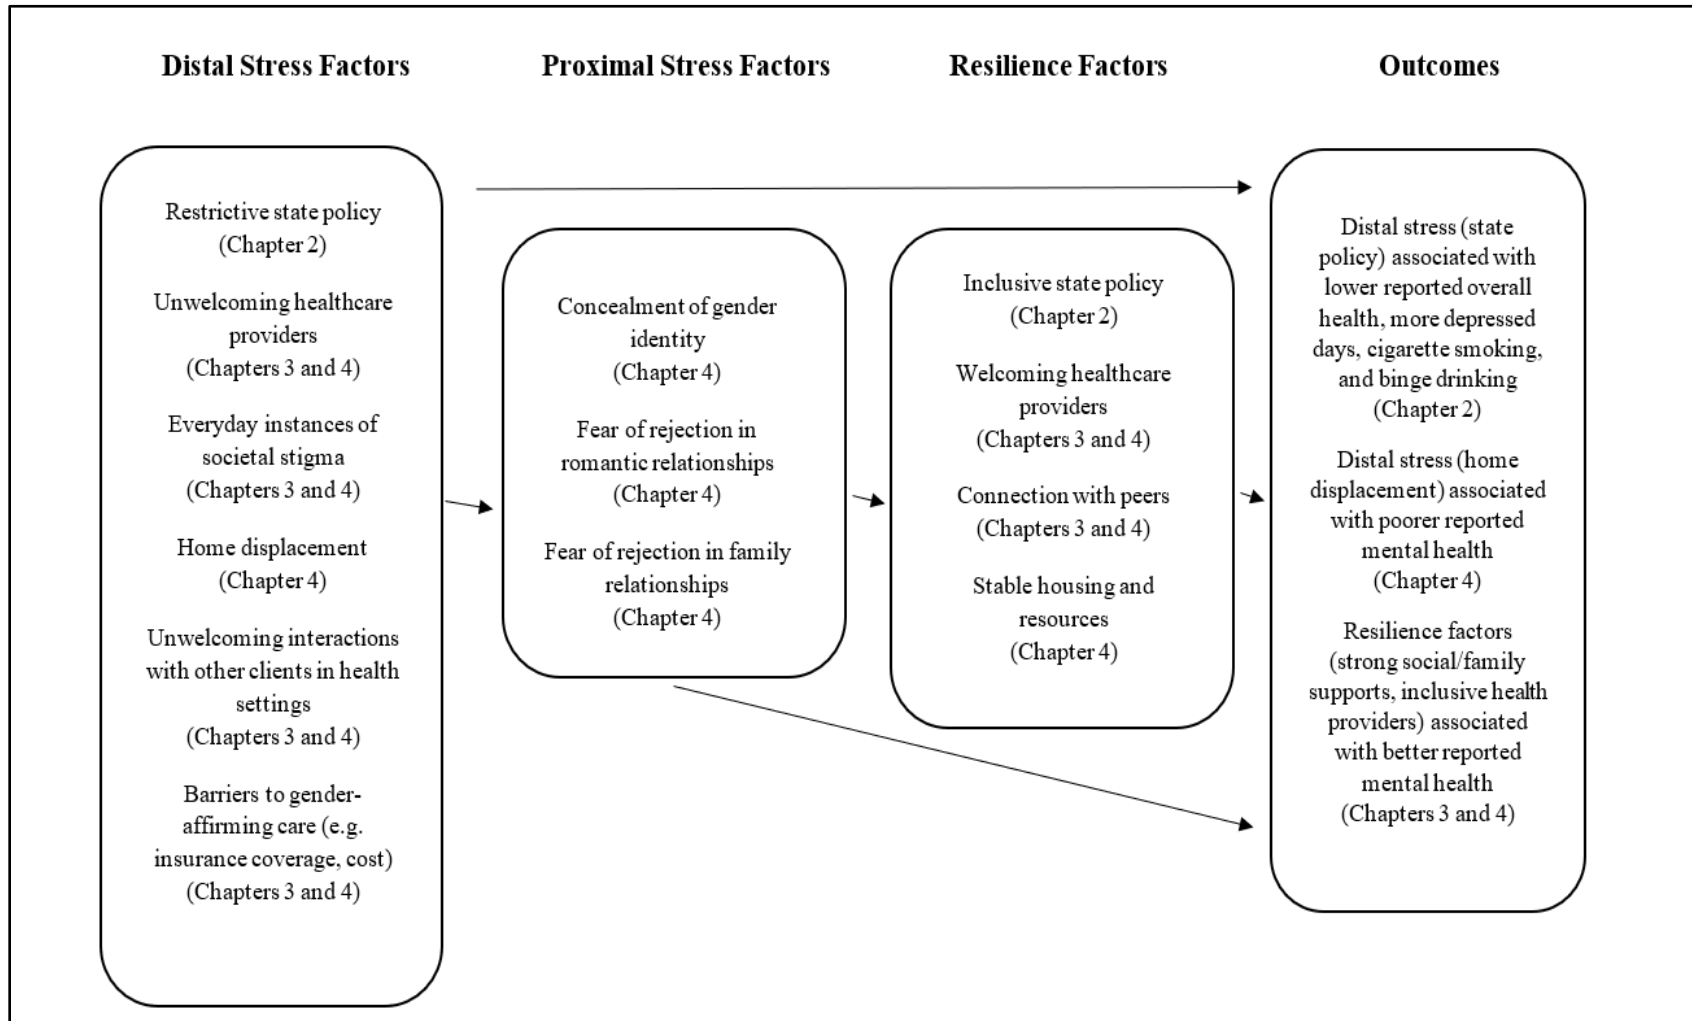 Distal Stress Factors
Proximal Stress Factors
Resilience Factors
Outcomes
Restrictive state policy
(Chapter 2)
Unwelcoming healthcare
providers
(Chapters 3 and 4)
Everyday instances of
societal stigma
(Chapters 3 and 4)
Home displacement
(Chapter 4)
Unwelcoming interactions
with other clients in health
settings
(Chapters 3 and 4)
Barriers to gender-
affirming care (e.g.
insurance coverage, cost)
(Chapters 3 and 4)
Concealment of gender
identity
(Chapter 4)
Fear of rejection in
romantic relationships
(Chapter 4)
Fear of rejection in family
relationships
(Chapter 4)
Inclusive state policy
(Chapter 2)
Welcoming healthcare
providers
(Chapters 3 and 4)
Connection with peers
(Chapters 3 and 4)
Stable housing and
resources
(Chapter 4)
Distal stress (state
policy) associated with
lower reported overall
health, more depressed
days, cigarette smoking,
and binge drinking
(Chapter 2)
Distal stress (home
displacement) associated
with poorer reported
mental health
(Chapter 4)
Resilience factors
(strong social/family
supports, inclusive health
providers) associated
with better reported
mental health
(Chapters 3 and 4)